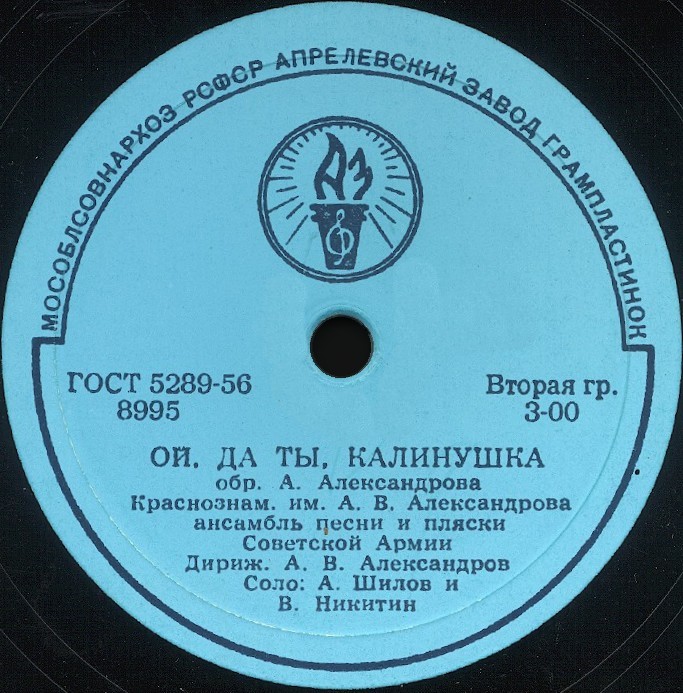 МОСОБЛСОВНАРХОЗ РСФСР АПРЕЛЕВСКИЙ ЗАВОД ГРАМПЛАСТИНОК
АЗ
ГОСТ 5289-56
8995
Вторая гр.
3-00
ОЙ, ДА ТЫ, КАЛИНУШКА
обр. А. Александрова
Краснознам. им. А. В. Александрова
ансамбль песни и пляски
Советской Армии
Дириж. А. В. Александров
Соло: А. Шилов и
В. Никитин